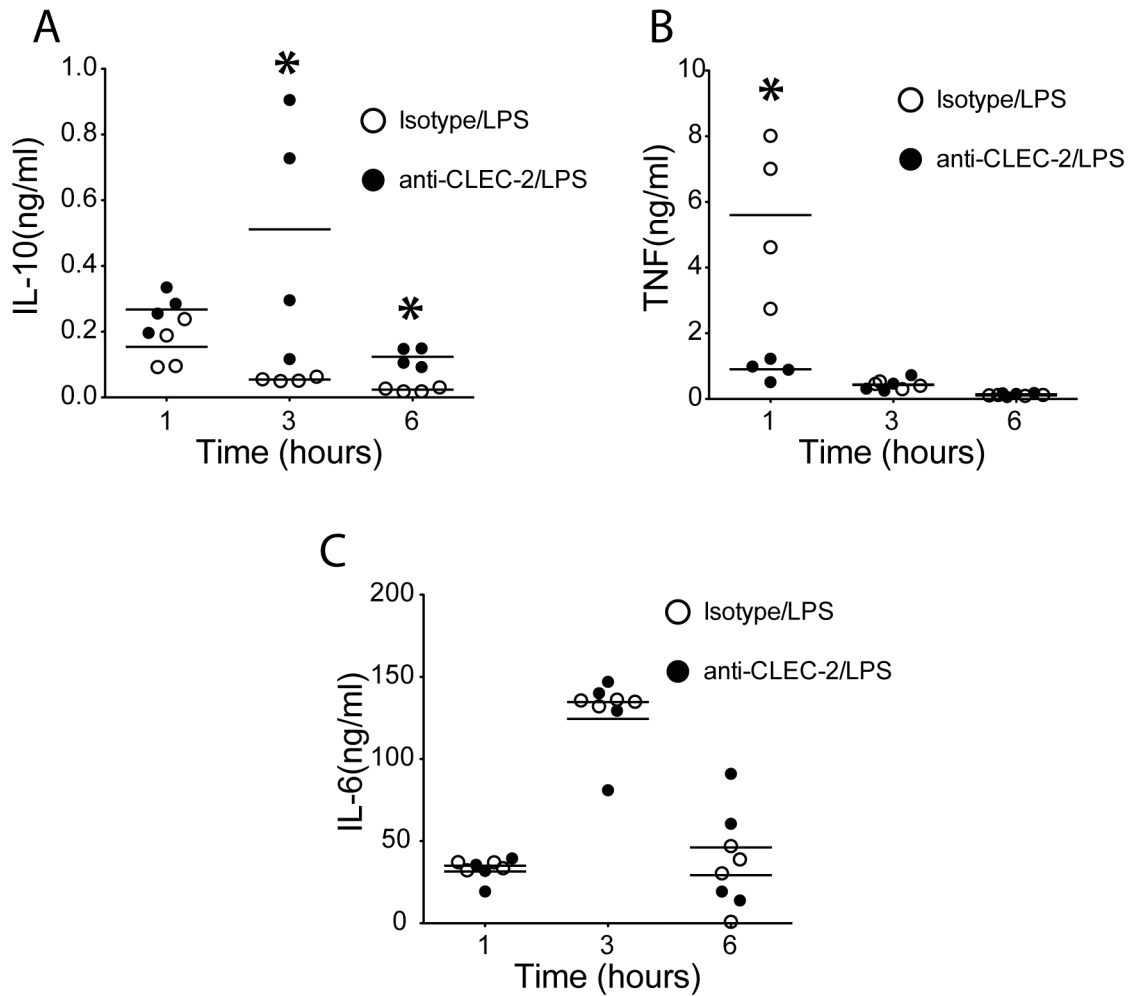 A
IL-10(ng/ml)
1.0
0.8
0.6
0.4
0.2
0.0
*
*
Isotype/LPS
anti-CLEC-2/LPS
1 3 6
Time (hours)
B
TNF(ng/ml)
10
8
6
4
2
0
*
Isotype/LPS
anti-CLEC-2/LPS
1 3 6
Time (hours)
C
IL-6(ng/ml)
200
150
100
50
0
Isotype/LPS
anti-CLEC-2/LPS
1 3 6
Time (hours)